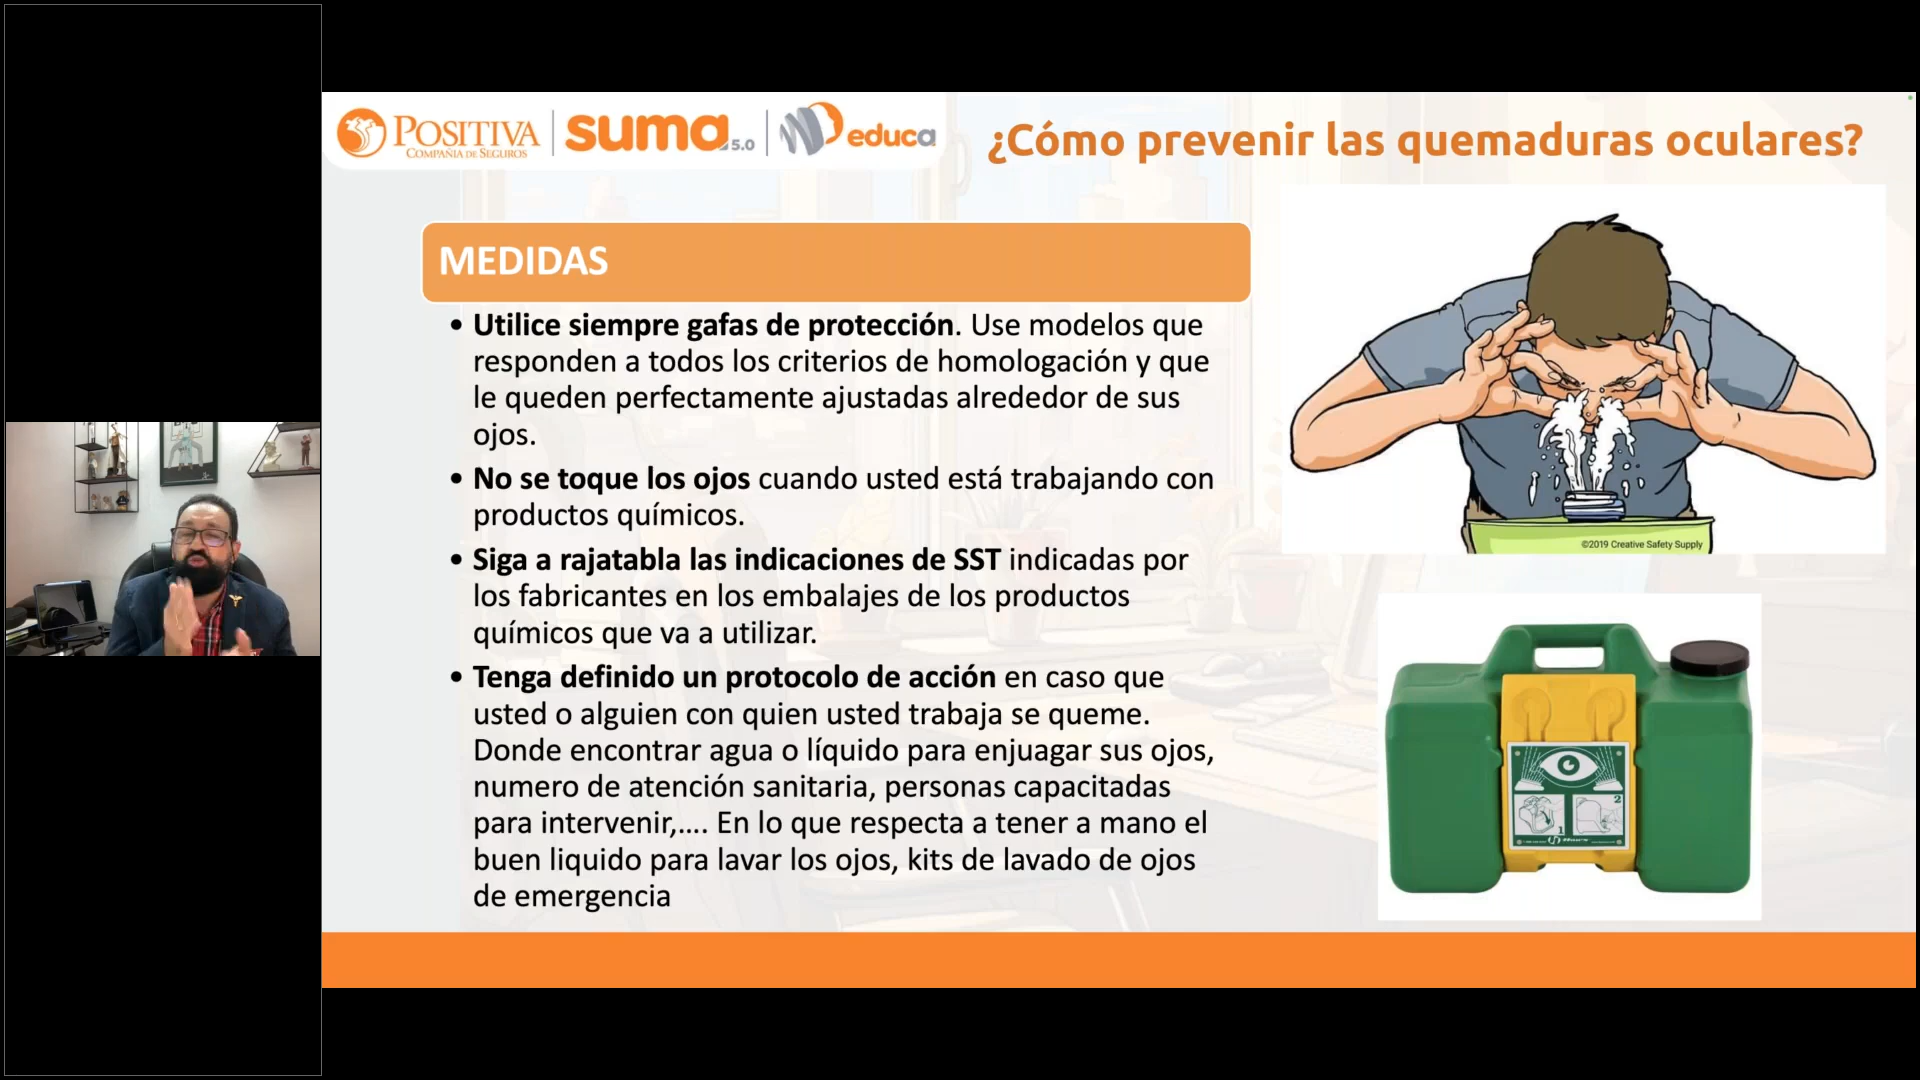 POSITIVA
COMPAÑIA DE SEGUROS
suma 5.0
educa
¿Cómo prevenir las quemaduras oculares?
MEDIDAS
• Utilice siempre gafas de protección. Use modelos que
responden a todos los criterios de homologación y que
le queden perfectamente ajustadas alrededor de sus
ojos.
• No se toque los ojos cuando usted está trabajando con
productos químicos.
• Siga a rajatabla las indicaciones de SST indicadas por
los fabricantes en los embalajes de los productos
químicos que va a utilizar.
• Tenga definido un protocolo de acción en caso que
usted o alguien con quien usted trabaja se queme.
Donde encontrar agua o líquido para enjuagar sus ojos,
numero de atención sanitaria, personas capacitadas
para intervenir,.... En lo que respecta a tener a mano el
buen liquido para lavar los ojos, kits de lavado de ojos
de emergencia
©2019 Creative Safety Supply
2
1